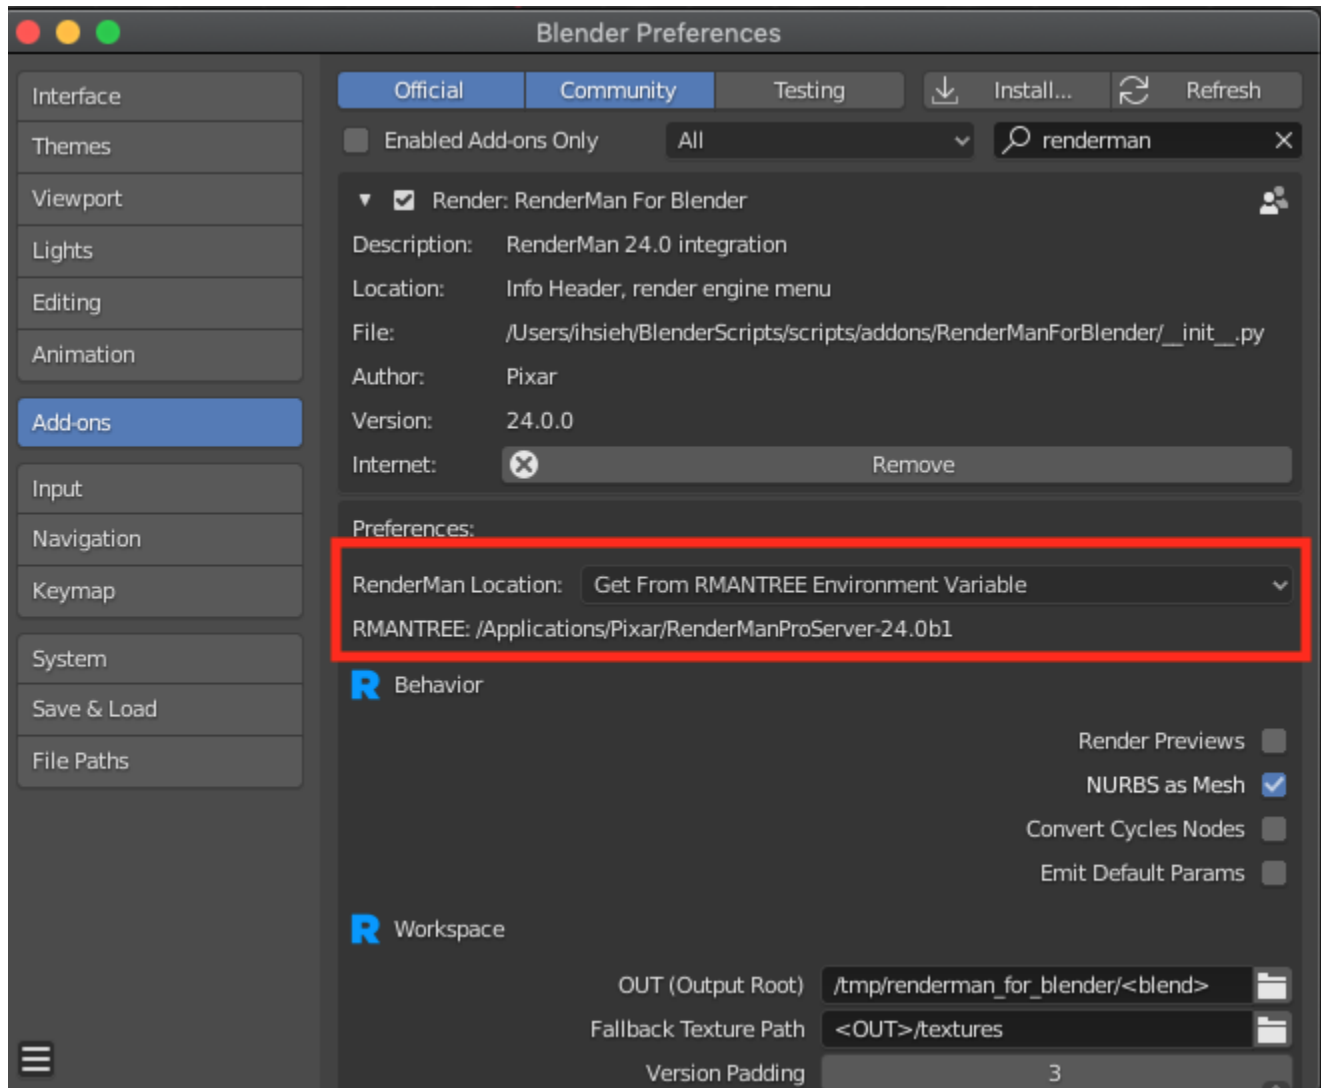 Blender Preferences
Interface
Themes
Viewport
Lights
Editing
Animation
Add-ons
Input
Navigation
Keymap
System
Save & Load
File Paths
Official Community Testing Install... Refresh
Enabled Add-ons Only All renderman
Render: RenderMan For Blender
Description: RenderMan 24.0 integration
Location: Info Header, render engine menu
File: /Users/ihsieh/BlenderScripts/scripts/addons/RenderManForBlender/__init__.py
Author: Pixar
Version: 24.0.0
Internet: Remove
Preferences:
RenderMan Location: Get From RMANTREE Environment Variable
RMANTREE: /Applications/Pixar/RenderManProServer-24.0b1
R Behavior
Render Previews
NURBS as Mesh
Convert Cycles Nodes
Emit Default Params
R Workspace
OUT (Output Root) /tmp/renderman_for_blender/<blend>
Fallback Texture Path <OUT>/textures
Version Padding 3